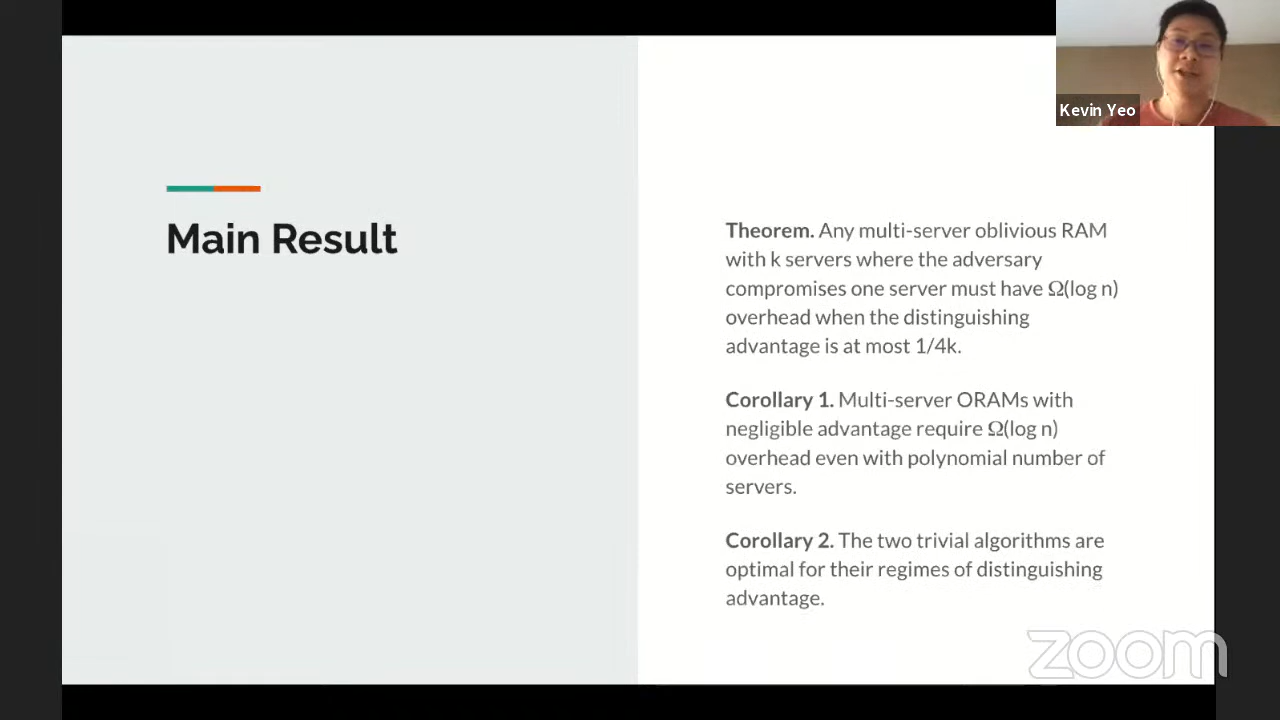 Kevin Yeo
Main Result
Theorem. Any multi-server oblivious RAM
with k servers where the adversary
compromises one server must have Ω(log n)
overhead when the distinguishing
advantage is at most 1/4k.
Corollary 1. Multi-server ORAMs with
negligible advantage require Ω(log n)
overhead even with polynomial number of
servers.
Corollary 2. The two trivial algorithms are
optimal for their regimes of distinguishing
advantage.
zoom